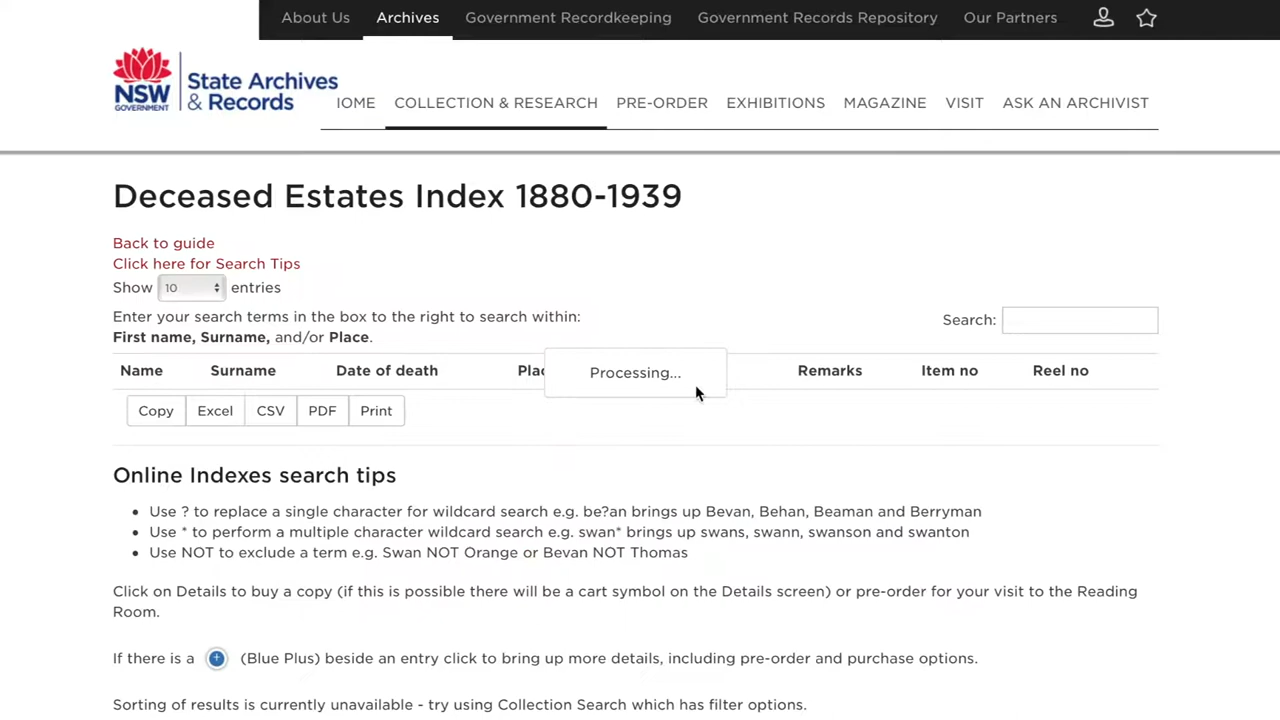 About Us Archives Government Recordkeeping Government Records Repository Our Partners
NSW
GOVERNMENT
State Archives
& Records
IOME COLLECTION & RESEARCH PRE-ORDER EXHIBITIONS MAGAZINE VISIT ASK AN ARCHIVIST
Deceased Estates Index 1880-1939
Back to guide
Click here for Search Tips
Show 10 entries
Enter your search terms in the box to the right to search within:
First name, Surname, and/or Place.
Search:
Name Surname Date of death Plac Remarks Item no Reel no
Processing...
Copy Excel CSV PDF Print
Online Indexes search tips
• Use ? to replace a single character for wildcard search e.g. be?an brings up Bevan, Behan, Beaman and Berryman
• Use * to perform a multiple character wildcard search e.g. swan* brings up swans, swann, swanson and swanton
• Use NOT to exclude a term e.g. Swan NOT Orange or Bevan NOT Thomas
Click on Details to buy a copy (if this is possible there will be a cart symbol on the Details screen) or pre-order for your visit to the Reading
Room.
If there is a + (Blue Plus) beside an entry click to bring up more details, including pre-order and purchase options.
Sorting of results is currently unavailable - try using Collection Search which has filter options.